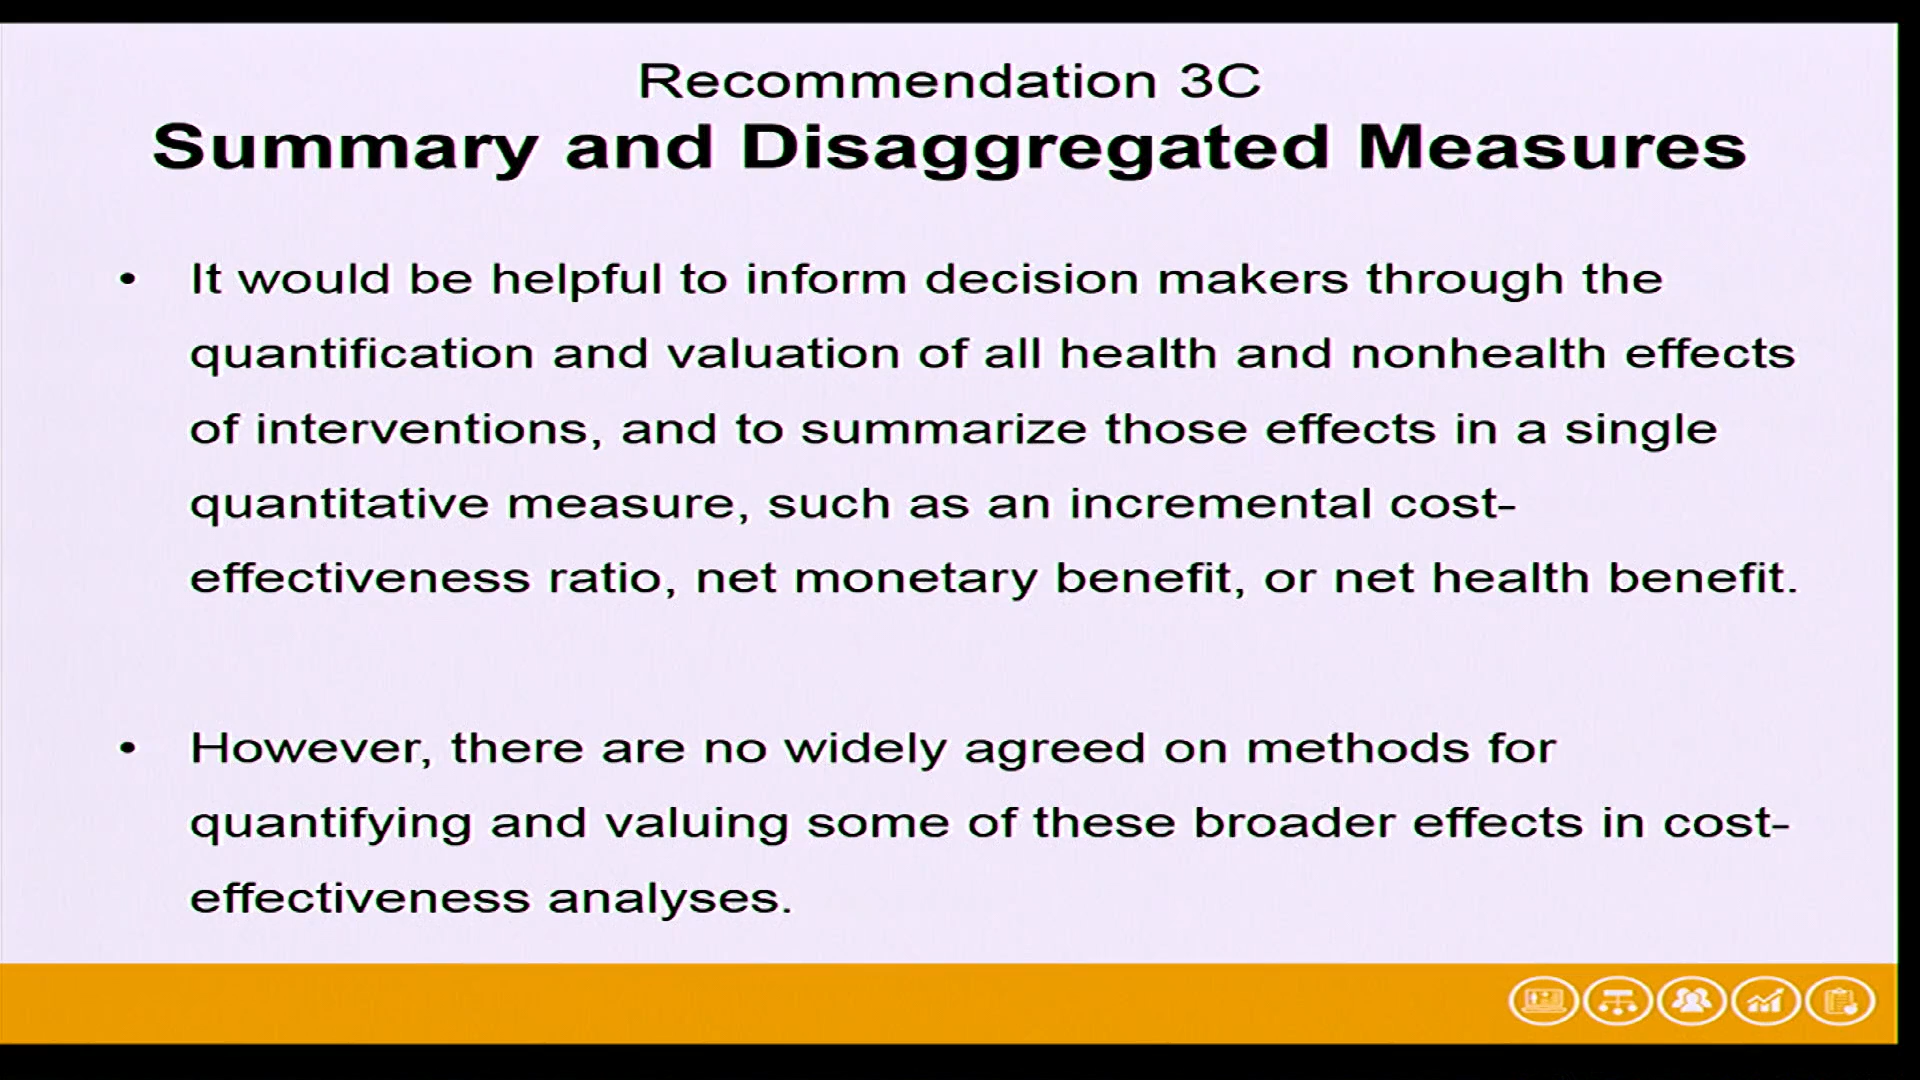 Recommendation 3C
Summary and Disaggregated Measures
• It would be helpful to inform decision makers through the
quantification and valuation of all health and nonhealth effects
of interventions, and to summarize those effects in a single
quantitative measure, such as an incremental cost-
effectiveness ratio, net monetary benefit, or net health benefit.
• However, there are no widely agreed on methods for
quantifying and valuing some of these broader effects in cost-
effectiveness analyses.